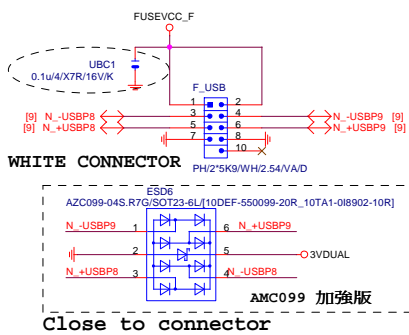 FUSEVCC_F
UBC1
0.1u/4/X7R/16V/K
F_USB
1 2
[9] N_-USBP8 3 4 N_-USBP9 [9]
[9] N_+USBP8 5 6 N_+USBP9 [9]
7 8
10
WHITE CONNECTOR
PH/2*5K9/WH/2.54/VA/D
ESD6
AZC099-04S.R7G/SOT23-6L/[10DEF-550099-20R_10TA1-0I8902-10R]
N_-USBP9 1 6 N_+USBP9
2 5 3VDUAL
N_+USBP8 3 4 N_-USBP8
AMC099 加強版
Close to connector